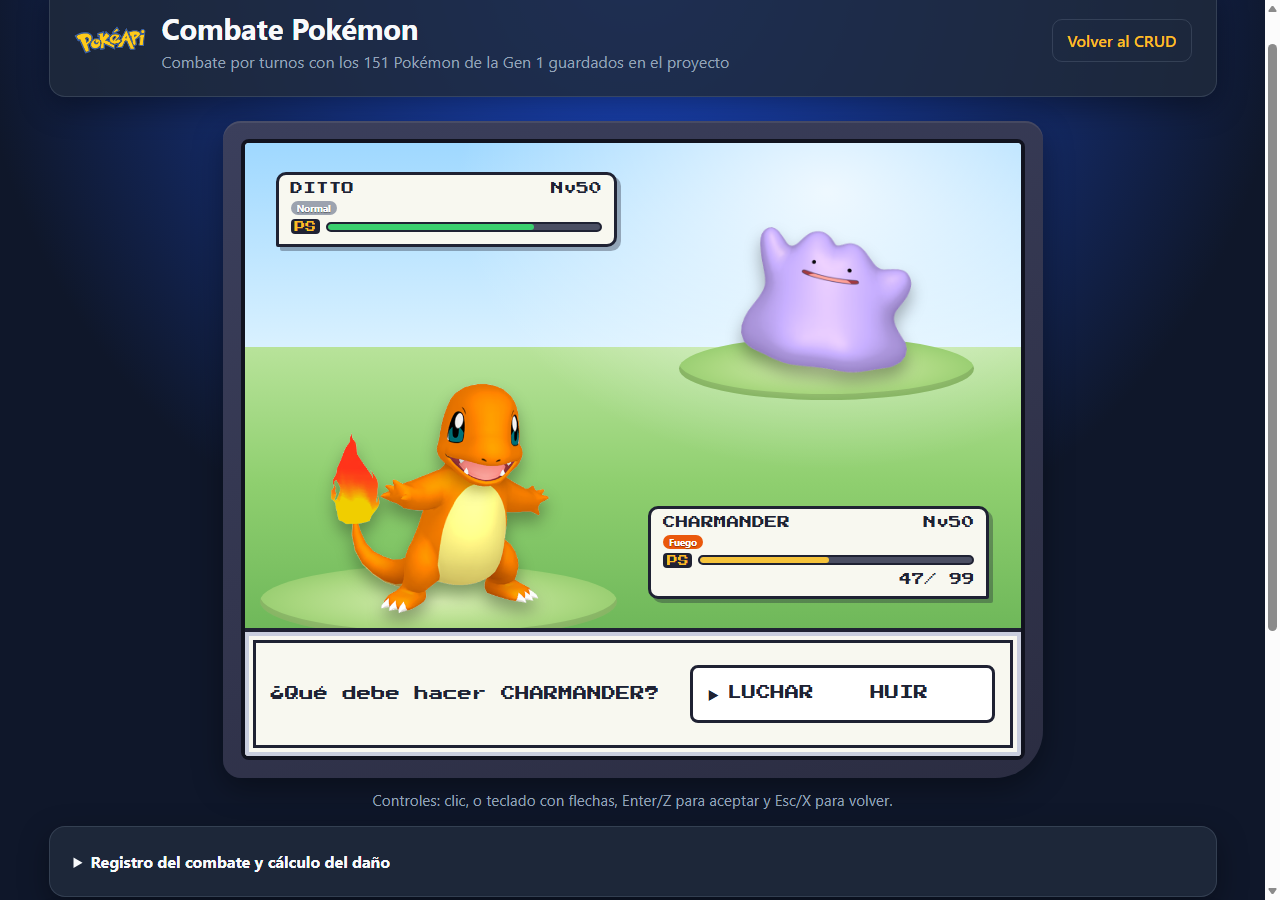 PokéAPI
Combate Pokémon
Combate por turnos con los 151 Pokémon de la Gen 1 guardados en el proyecto
Volver al CRUD
DITTO Nv50
Normal
PS
CHARMANDER Nv50
Fuego
PS
47/ 99
¿Qué debe hacer CHARMANDER?
▶ LUCHAR HUIR
Controles: clic, o teclado con flechas, Enter/Z para aceptar y Esc/X para volver.
▶ Registro del combate y cálculo del daño